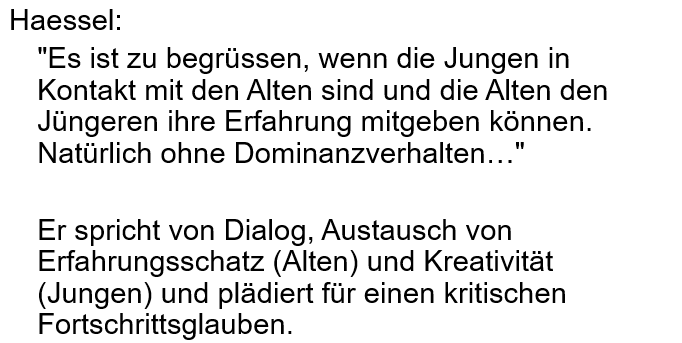 Haessel:
"Es ist zu begrüssen, wenn die Jungen in
Kontakt mit den Alten sind und die Alten den
Jüngeren ihre Erfahrung mitgeben können.
Natürlich ohne Dominanzverhalten…"
Er spricht von Dialog, Austausch von
Erfahrungsschatz (Alten) und Kreativität
(Jungen) und plädiert für einen kritischen
Fortschrittsglauben.